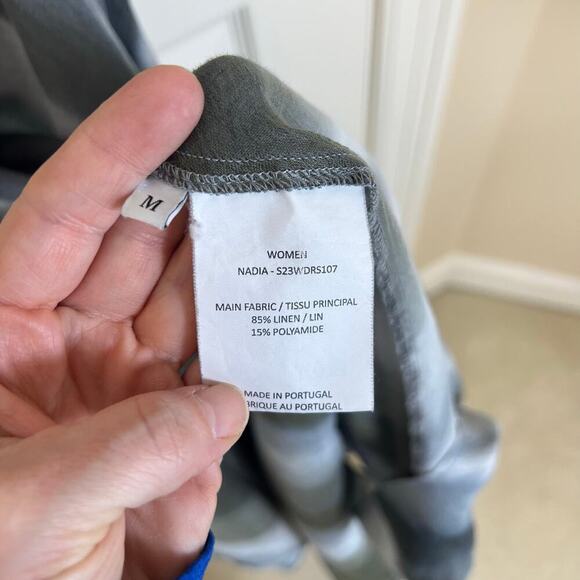 M
WOMEN
NADIA - S23WDRS107
MAIN FABRIC / TISSU PRINCIPAL
85% LINEN / LIN
15% POLYAMIDE
MADE IN PORTUGAL
BRIQUE AU PORTUGAL